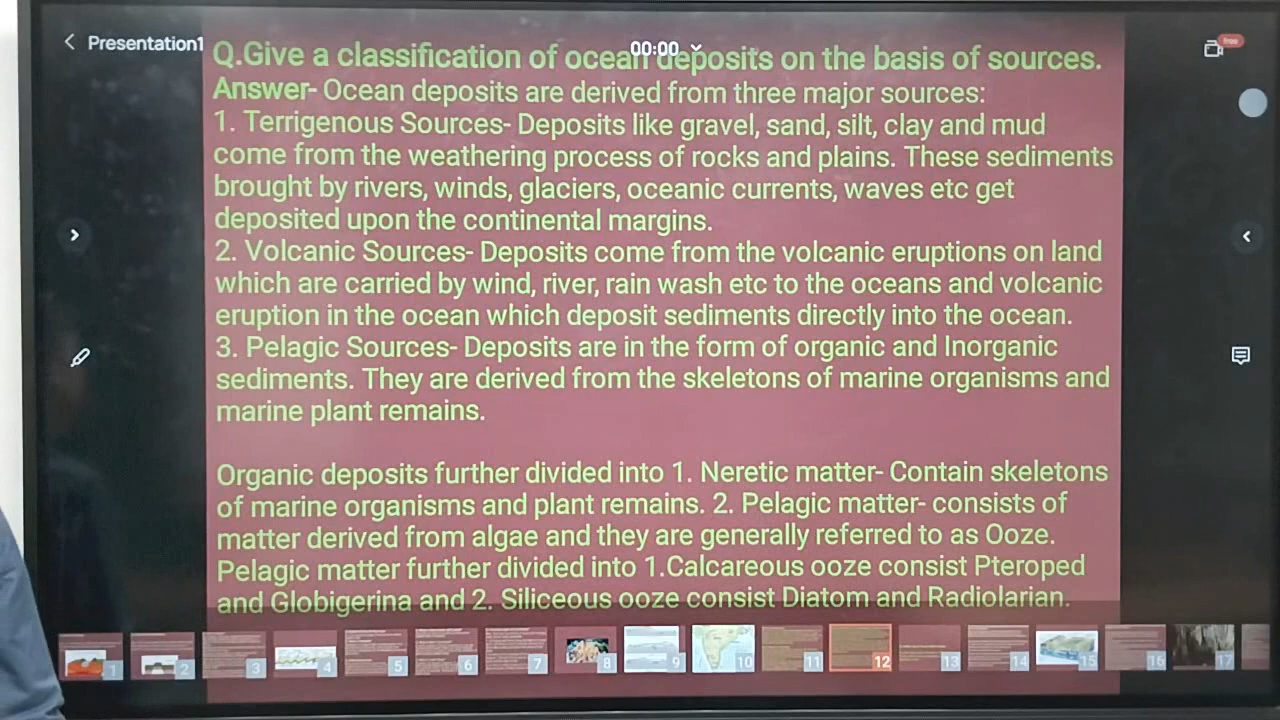 Presentation1
00:00
free
Q.Give a classification of ocean deposits on the basis of sources.
Answer- Ocean deposits are derived from three major sources:
1. Terrigenous Sources- Deposits like gravel, sand, silt, clay and mud
come from the weathering process of rocks and plains. These sediments
brought by rivers, winds, glaciers, oceanic currents, waves etc get
deposited upon the continental margins.
2. Volcanic Sources- Deposits come from the volcanic eruptions on land
which are carried by wind, river, rain wash etc to the oceans and volcanic
eruption in the ocean which deposit sediments directly into the ocean.
3. Pelagic Sources- Deposits are in the form of organic and Inorganic
sediments. They are derived from the skeletons of marine organisms and
marine plant remains.
Organic deposits further divided into 1. Neretic matter- Contain skeletons
of marine organisms and plant remains. 2. Pelagic matter- consists of
matter derived from algae and they are generally referred to as Ooze.
Pelagic matter further divided into 1.Calcareous ooze consist Pteroped
and Globigerina and 2. Siliceous ooze consist Diatom and Radiolarian.
1 2 3 4 5 6 7 8 9 10 11 12 13 14 15 16 17